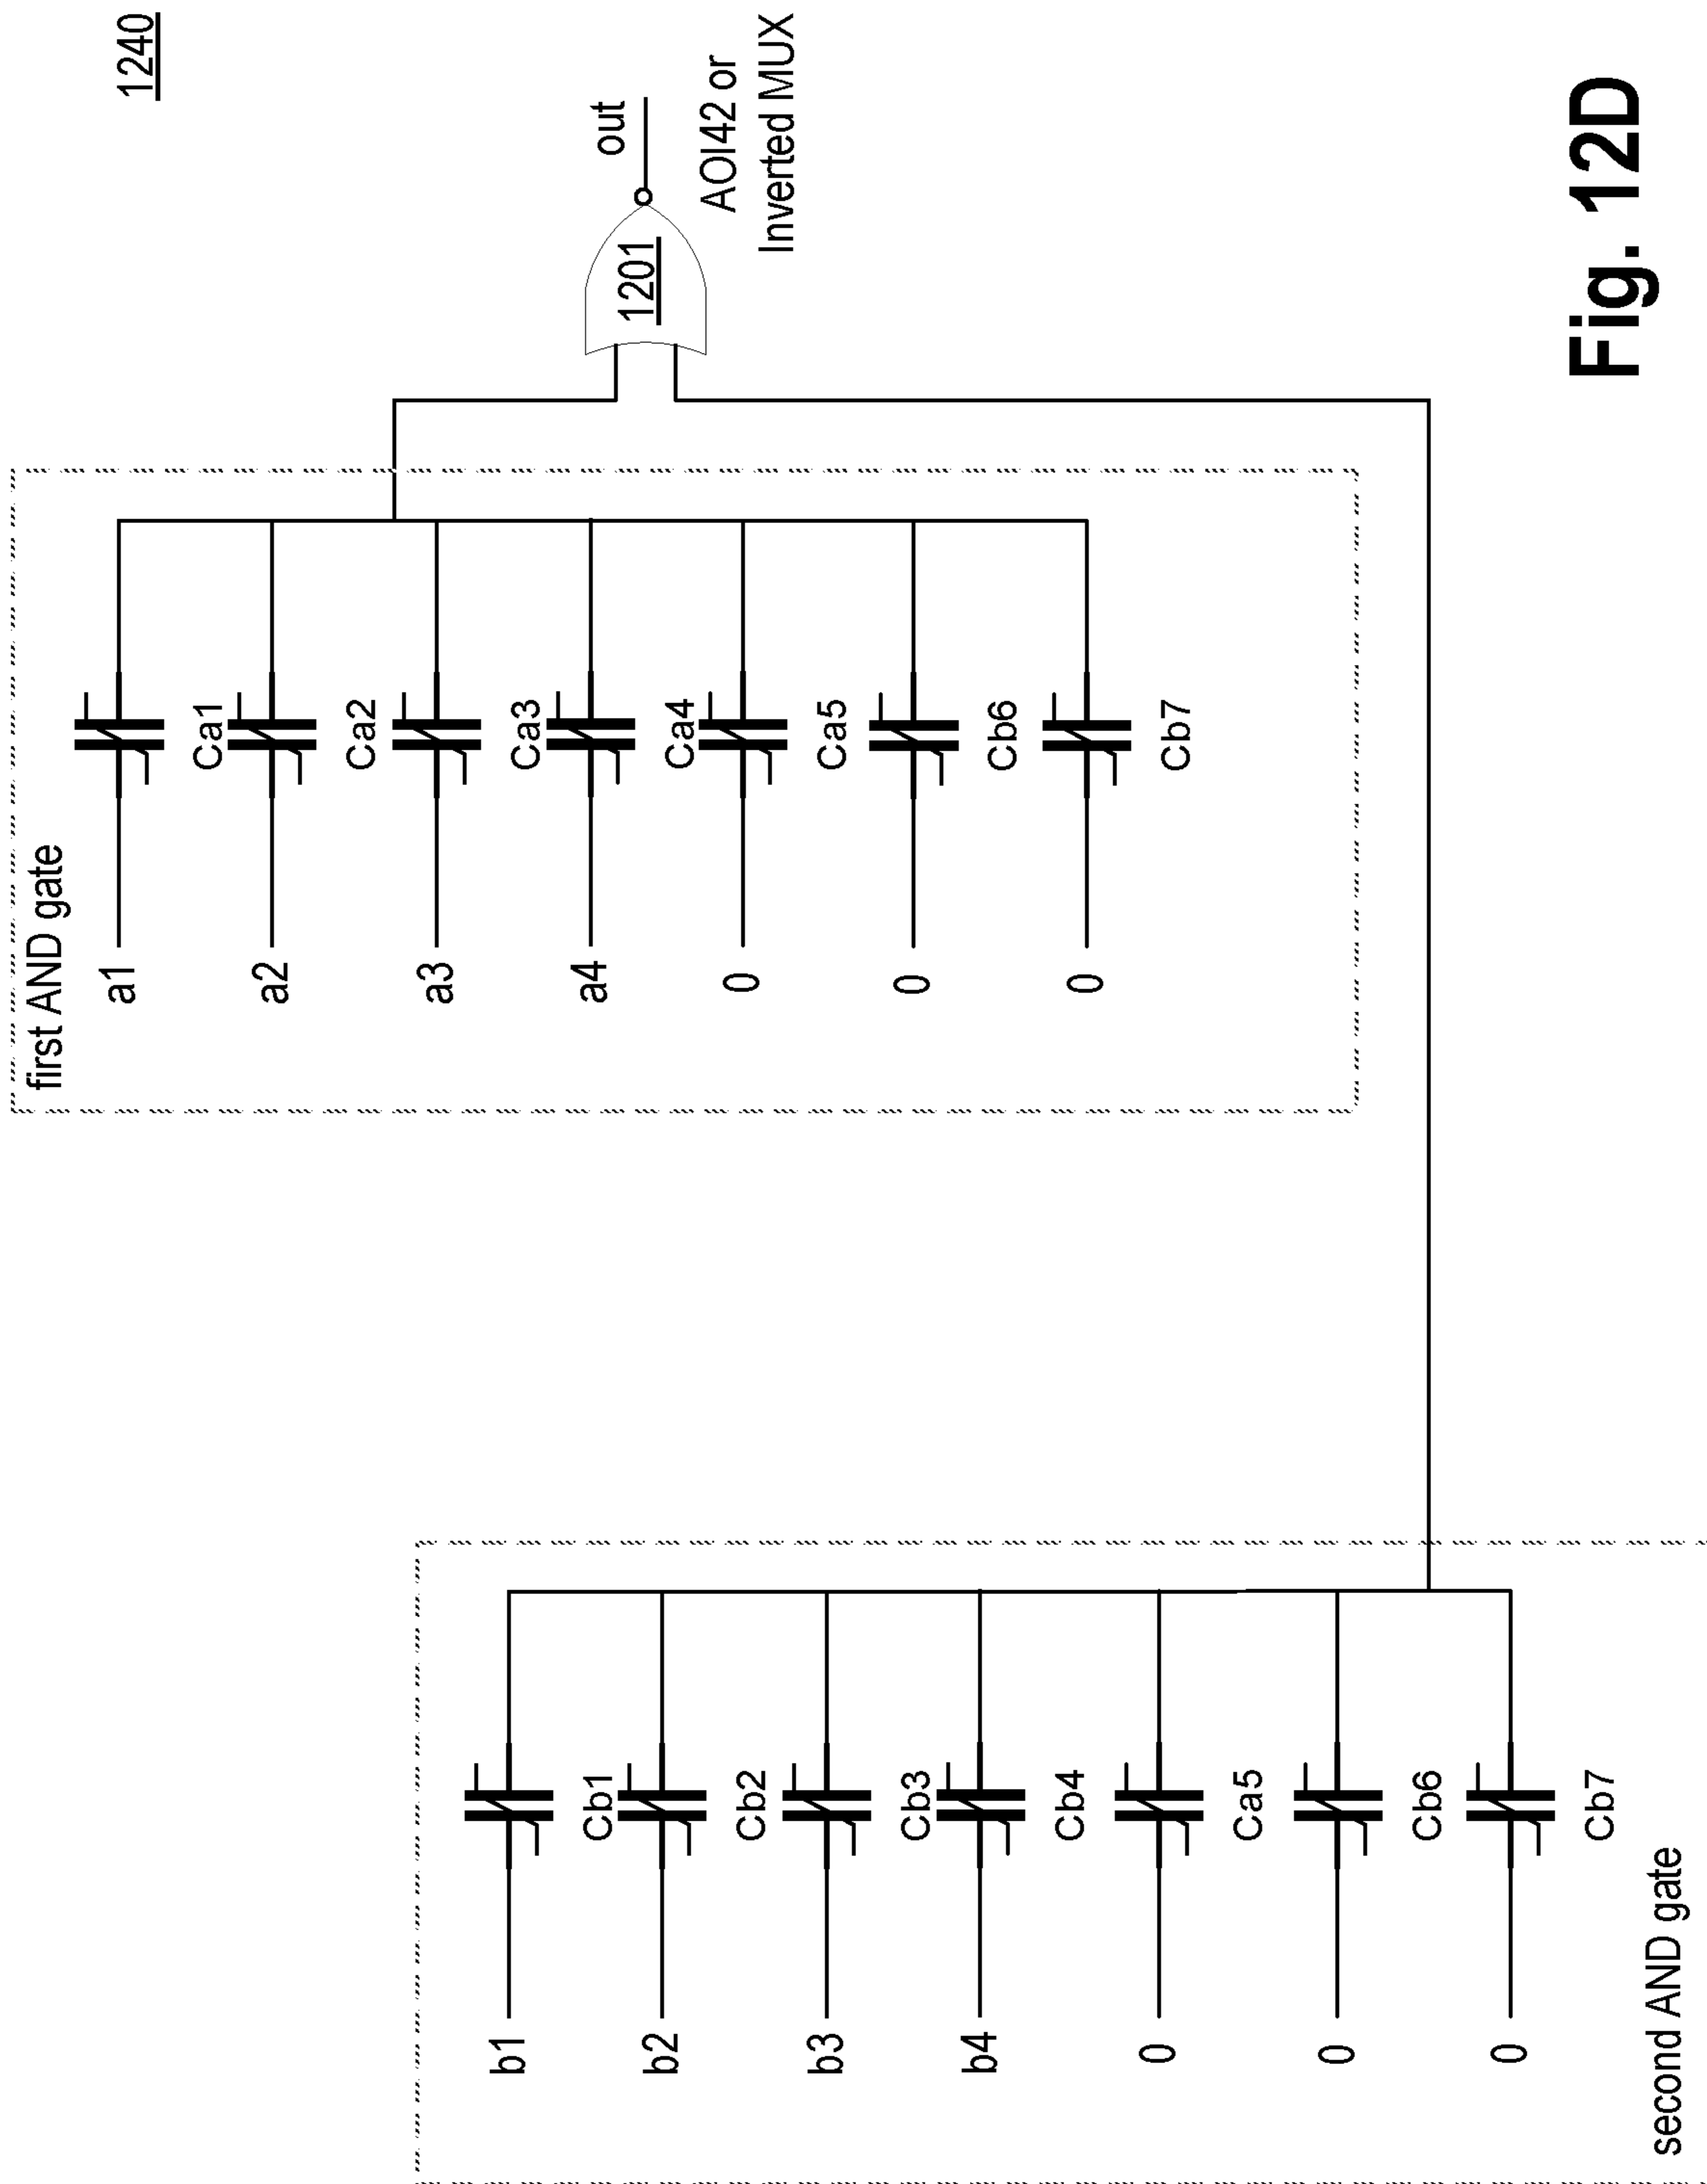 1240
first AND gate
a1
Ca1
a2
Ca2
a3
Ca3
a4
Ca4
0
Ca5
0
Cb6
0
Cb7
out
1201
AOI42 or
Inverted MUX
b1
Cb1
b2
Cb2
b3
Cb3
b4
Cb4
0
Ca5
0
Cb6
0
Cb7
second AND gate
Fig. 12D